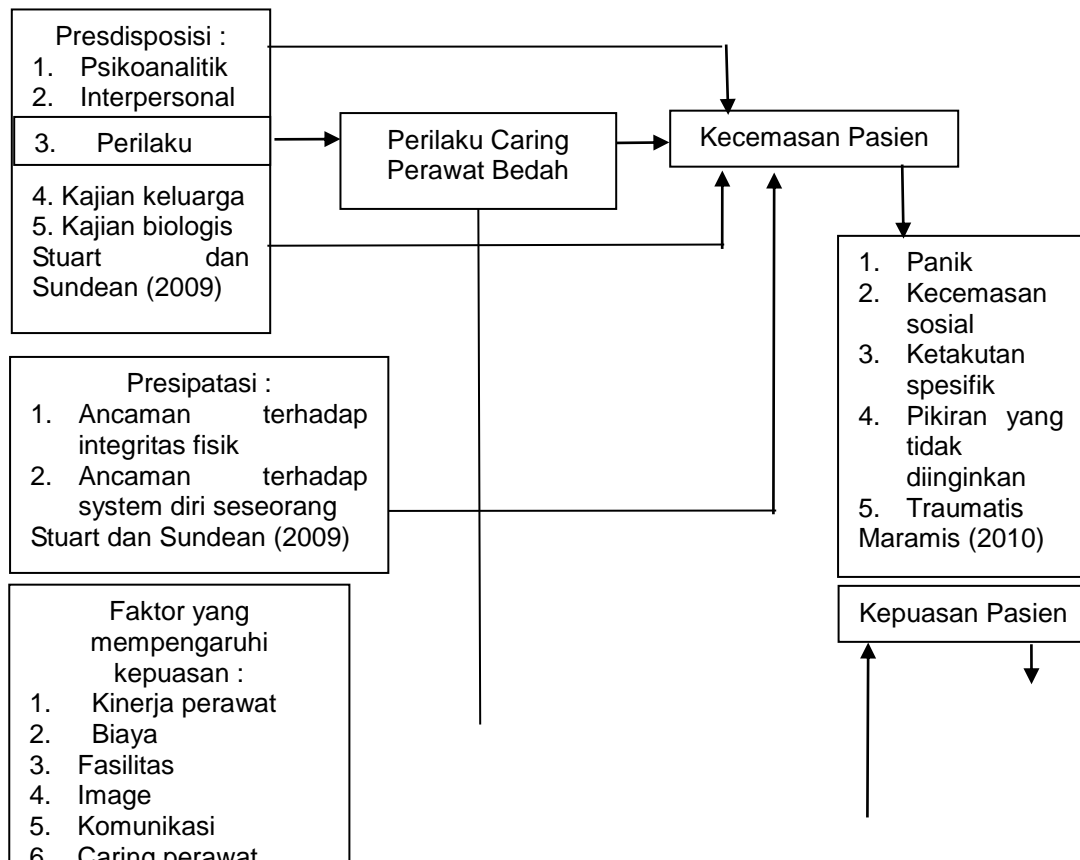 Presdisposisi :
1. Psikoanalitik
2. Interpersonal
3. Perilaku
4. Kajian keluarga
5. Kajian biologis
Stuart dan
Sundean (2009)
Perilaku Caring
Perawat Bedah
Kecemasan Pasien
1. Panik
2. Kecemasan
sosial
3. Ketakutan
spesifik
4. Pikiran yang
tidak
diinginkan
5. Traumatis
Maramis (2010)
Presipatasi :
1. Ancaman terhadap
integritas fisik
2. Ancaman terhadap
system diri seseorang
Stuart dan Sundean (2009)
Kepuasan Pasien
Faktor yang
mempengaruhi
kepuasan :
1. Kinerja perawat
2. Biaya
3. Fasilitas
4. Image
5. Komunikasi
6. Caring perawat